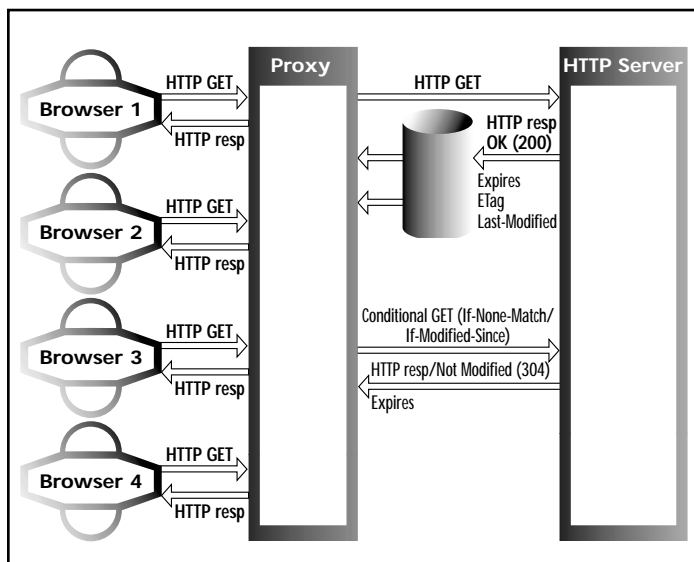 Proxy
HTTP Server
HTTP GET
Browser 1
HTTP resp
HTTP GET
HTTP resp
OK (200)
Expires
ETag
Last-Modified
HTTP GET
Browser 2
HTTP resp
HTTP GET
Browser 3
HTTP resp
Conditional GET (If-None-Match/
If-Modified-Since)
HTTP resp/Not Modified (304)
Expires
HTTP GET
Browser 4
HTTP resp